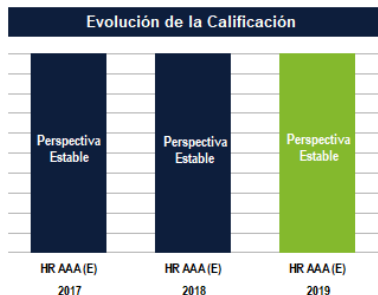 Evolución de la Calificación
Perspectiva Estable
Perspectiva Estable
Perspectiva Estable
HR AAA (E)
HR AAA (E)
HR AAA (E)
2017
2018
2019